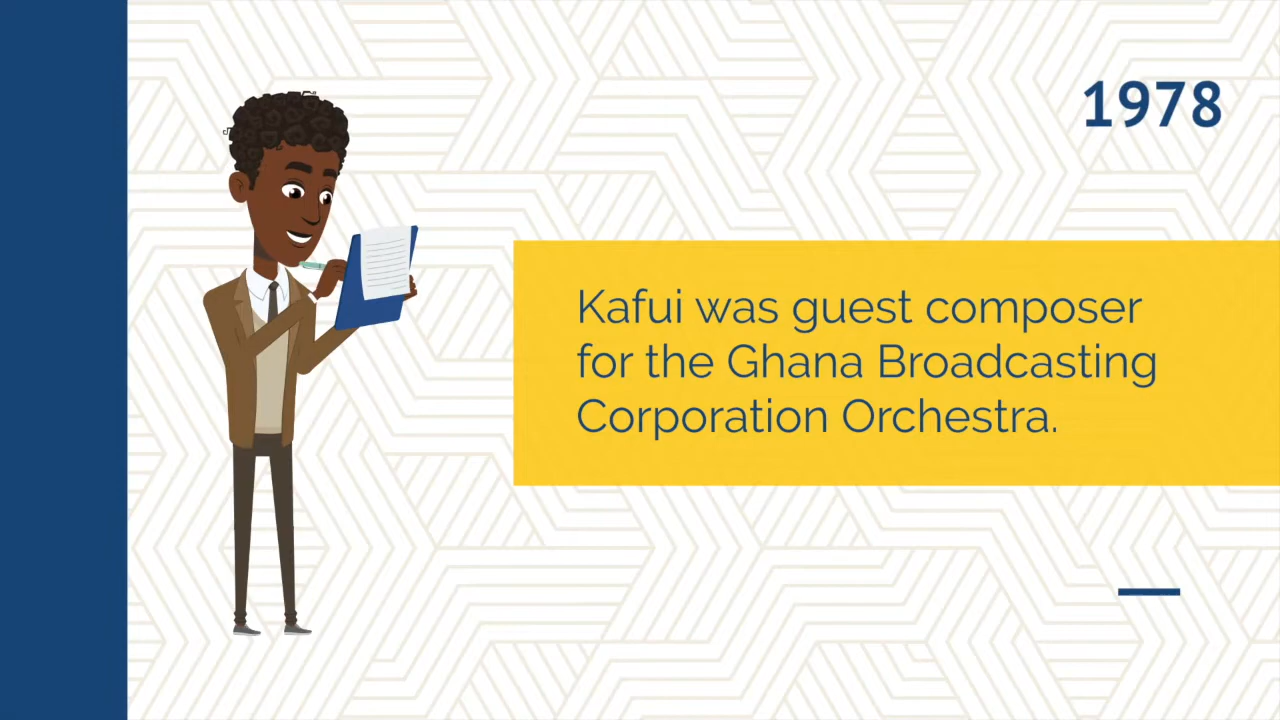 1978
Kafui was guest composer
for the Ghana Broadcasting
Corporation Orchestra.